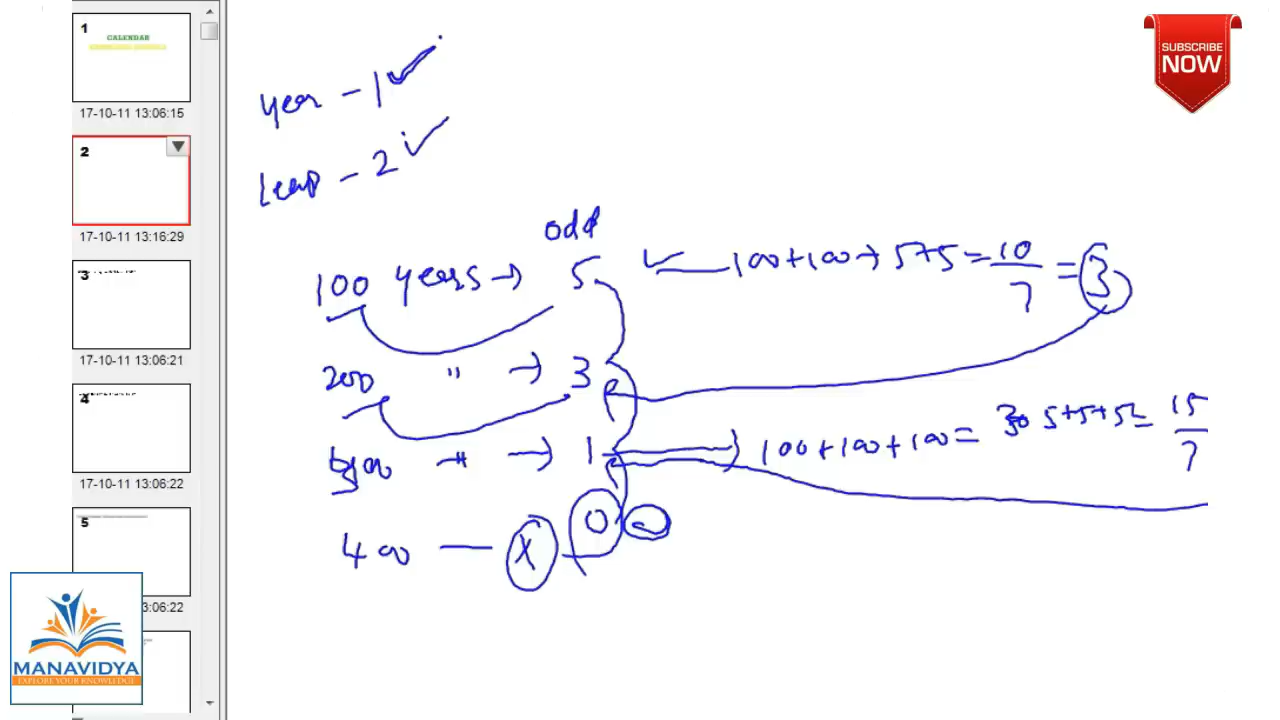 1
CALENDAR
17-10-11 13:06:15
2
17-10-11 13:16:29
3
17-10-11 13:06:21
4
17-10-11 13:06:22
5
3:06:22
MANAVIDYA
EXPLORE YOUR KNOWLEDGE
SUBSCRIBE
NOW
year - 1 ✓
leap - 2 ✓
odd
100 years → 5 ✓ 100+100 → 5+5 = 10/7 = 3
200 " → 3
300 " → 1 → 100+100+100 = 5+5+5 = 15/7
400 — X 0